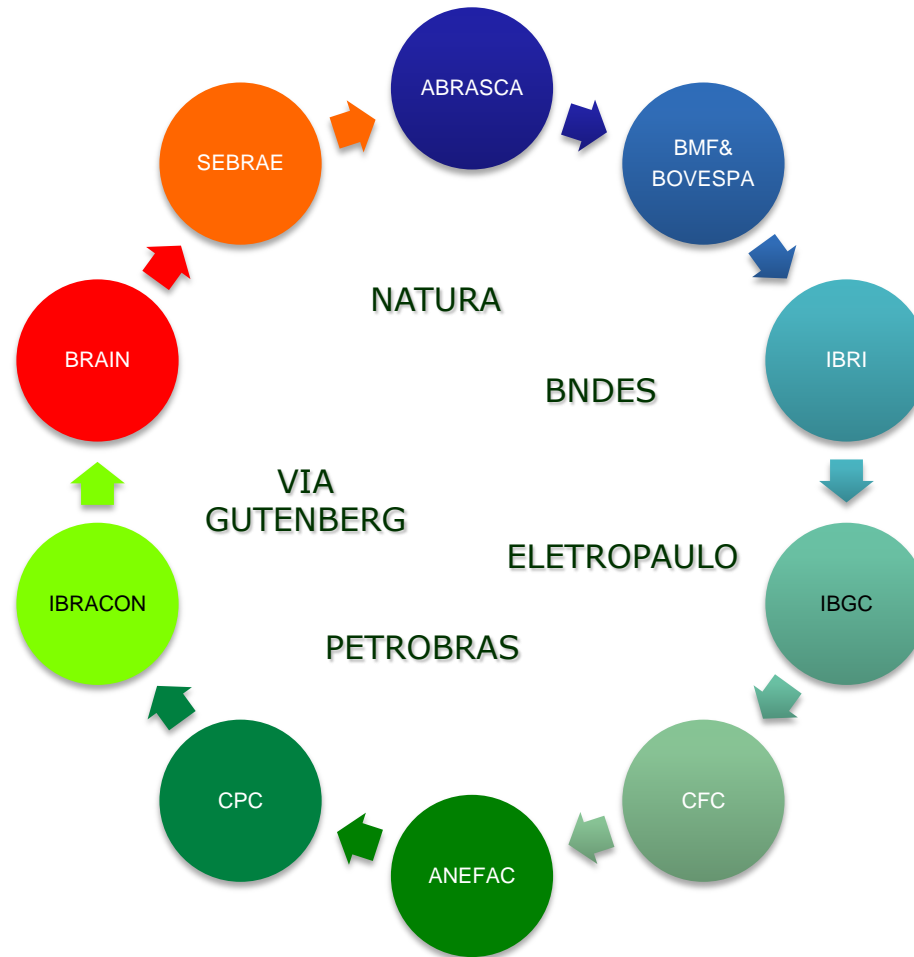 ABRASCA
BMF&
BOVESPA
IBRI
IBGC
CFC
ANEFAC
CPC
IBRACON
BRAIN
SEBRAE
NATURA
BNDES
VIA
GUTENBERG
ELETROPAULO
PETROBRAS